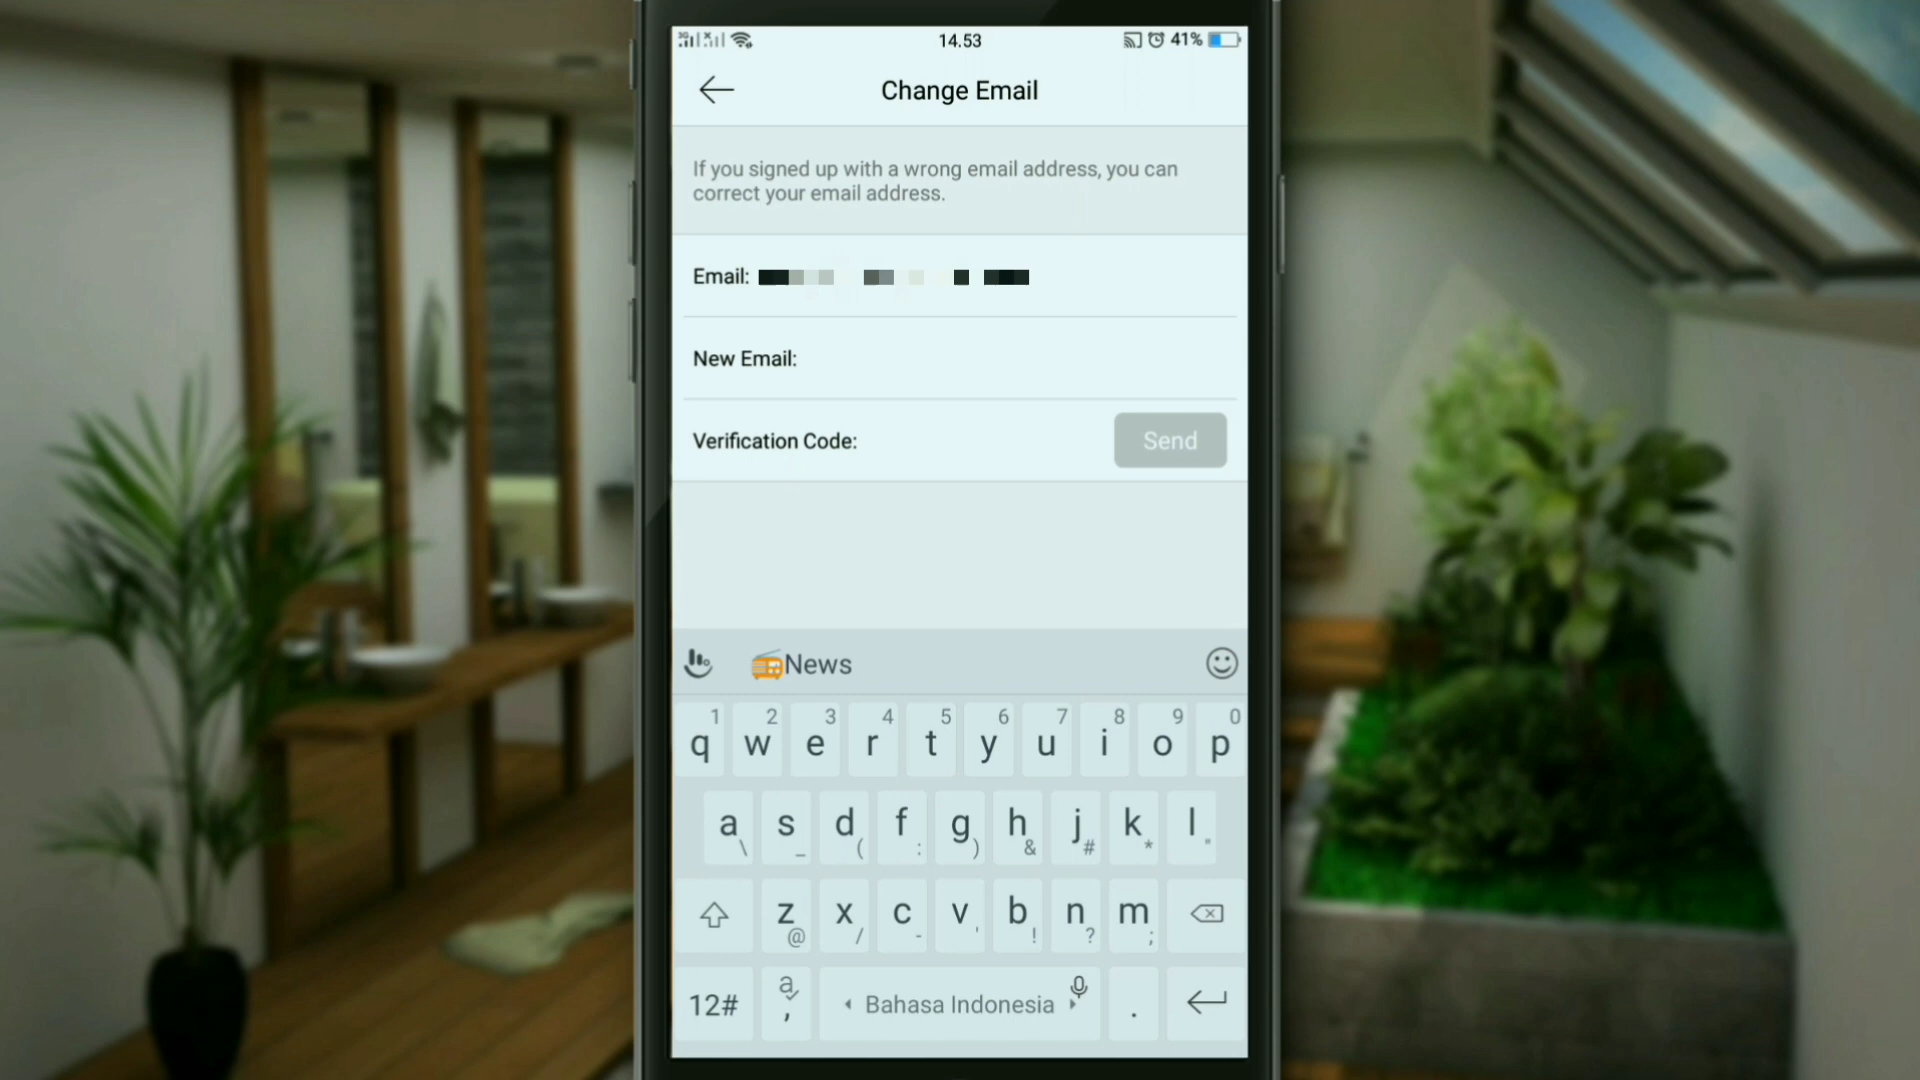 3G 14.53 41%
Change Email
If you signed up with a wrong email address, you can
correct your email address.
Email:
New Email:
Verification Code: Send
News
1 2 3 4 5 6 7 8 9 0
q w e r t y u i o p
a s d f g h j k l
\ _ ( : ) & # * "
z x c v b n m
@ / - ' ! ? ;
12# a , Bahasa Indonesia .